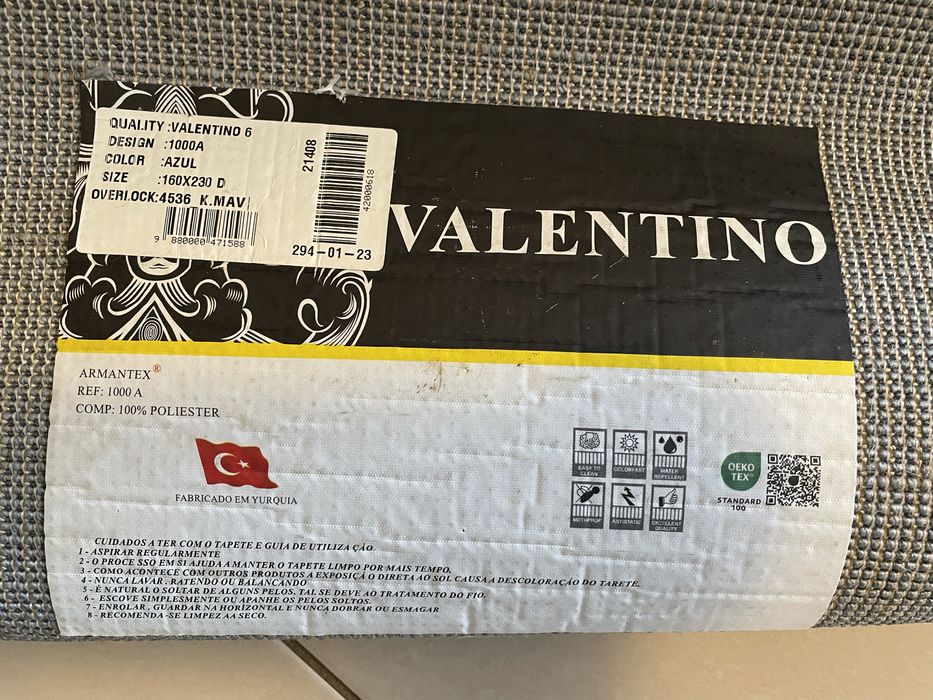 QUALITY :VALENTINO 6
DESIGN :1000A
COLOR :AZUL
SIZE :160X230 D
OVERLOCK:4536 K.MAVİ
9 880000 471588
21408
42000618
294-01-23
VALENTINO
ARMANTEX®
REF: 1000 A
COMP: 100% POLIESTER
FABRICADO EM YURQUIA
EASY TO CLEAN
COLORFAST
WATER REPELLENT
MOTHPROF
ANTISTATIC
EXCELLENT QUALITY
OEKO
TEX
STANDARD
100
CUIDADOS A TER COM O TAPETE E GUIA DE UTILIZA ÇÃO
1 - ASPIRAR REGULARMENTE
2 - O PROCE SSO EM SI AJUDA A MANTER O TAPETE LIMPO POR MAIS TEMPO.
3 - COMO ACONTECE COM OUTROS PRODUTOS A EXPOSIÇÃ O DIRETA AO SOL CAUSA A DESCOLORAÇÃO DO TARETE.
4 - NUNCA LAVAR , RATENDO OU BALANCANDO
5 - É NATURAL O SOLTAR DE ALGUNS PELOS, TAL SE DEVE AO TRATAMENTO DO FIO.
6 - ESCOVE SIMPLESMENTE OU APANHE OS PELOS SOLTOS.
7 - ENROLAR , GUARDAR NA HORIZONTAL E NUNCA DOBRAR OU ESMAGAR
8 - RECOMENDA -SE LIMPEZ AA SECO.